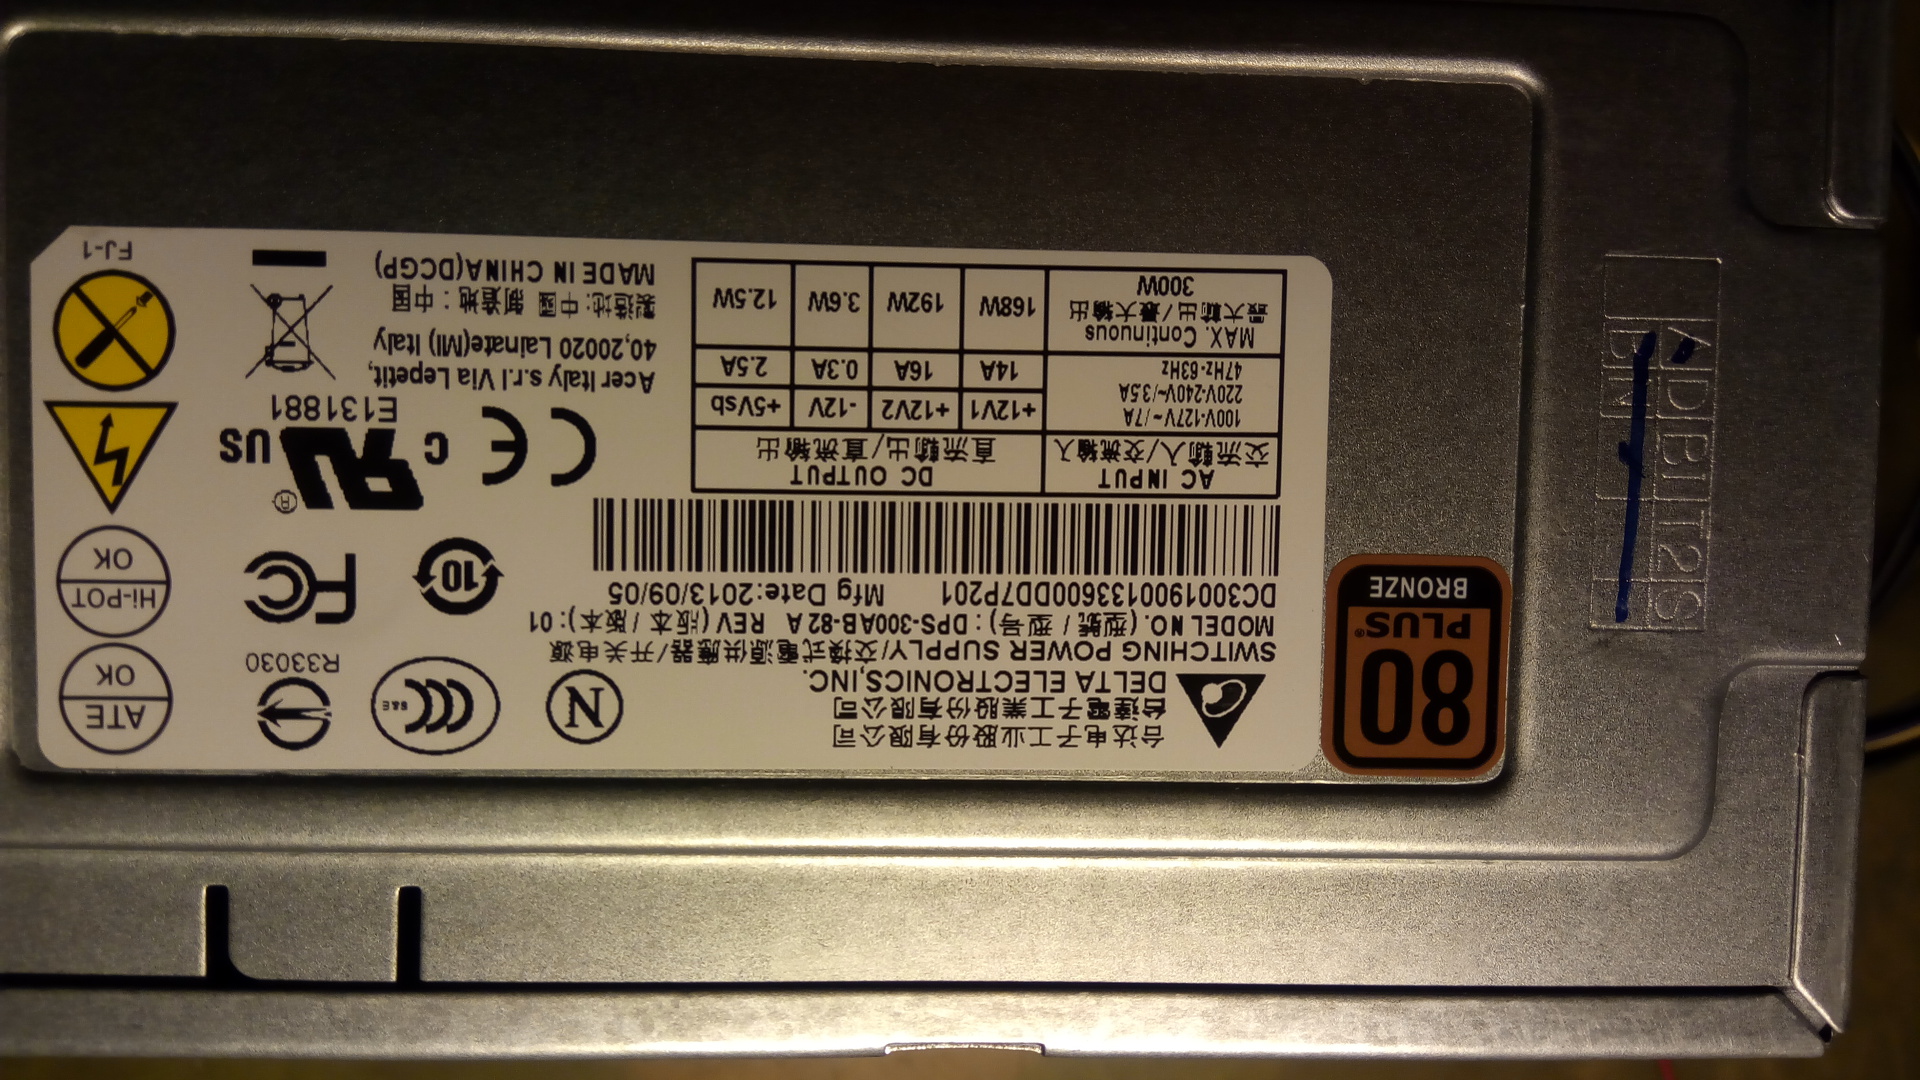 80
PLUS®
BRONZE
台达电子工业股份有限公司
台達電子工業股份有限公司
DELTA ELECTRONICS,INC.
SWITCHING POWER SUPPLY/交換式電源供應器/开关电源
MODEL NO. (型號 / 型号) : DPS-300AB-82 A REV (版本 / 版本) : 01
DC3001900133600DD7P201 Mfg Date:2013/09/05
AC INPUT
交流輸入/交流输入
DC OUTPUT
直流輸出/直流输出
100V-127V~/7A
220V-240V~/3.5A
47Hz-63Hz
+12V1 +12V2 -12V +5Vsb
14A 16A 0.3A 2.5A
MAX. Continuous
最大輸出/最大输出
300W
168W 192W 3.6W 12.5W
N
CCC
S&E
R33030
ATE
OK
10
FC
Hi-POT
OK
CE
c UR US
®
E131881
Acer Italy s.r.l Via Lepetit,
40,20020 Lainate(MI) Italy
製造地: 中國 制造地 : 中国
MADE IN CHINA(DCGP)
FJ-1